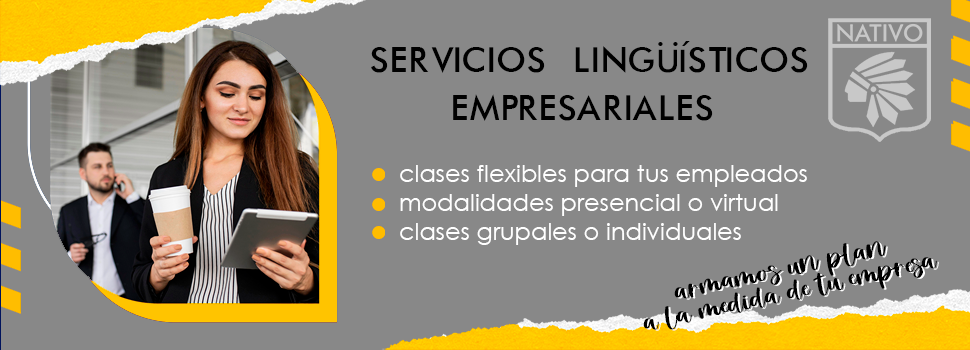 SERVICIOS LINGÜÍSTICOS
EMPRESARIALES
NATIVO
clases flexibles para tus empleados
modalidades presencial o virtual
clases grupales o individuales
armamos un plan
a la medida de tu empresa